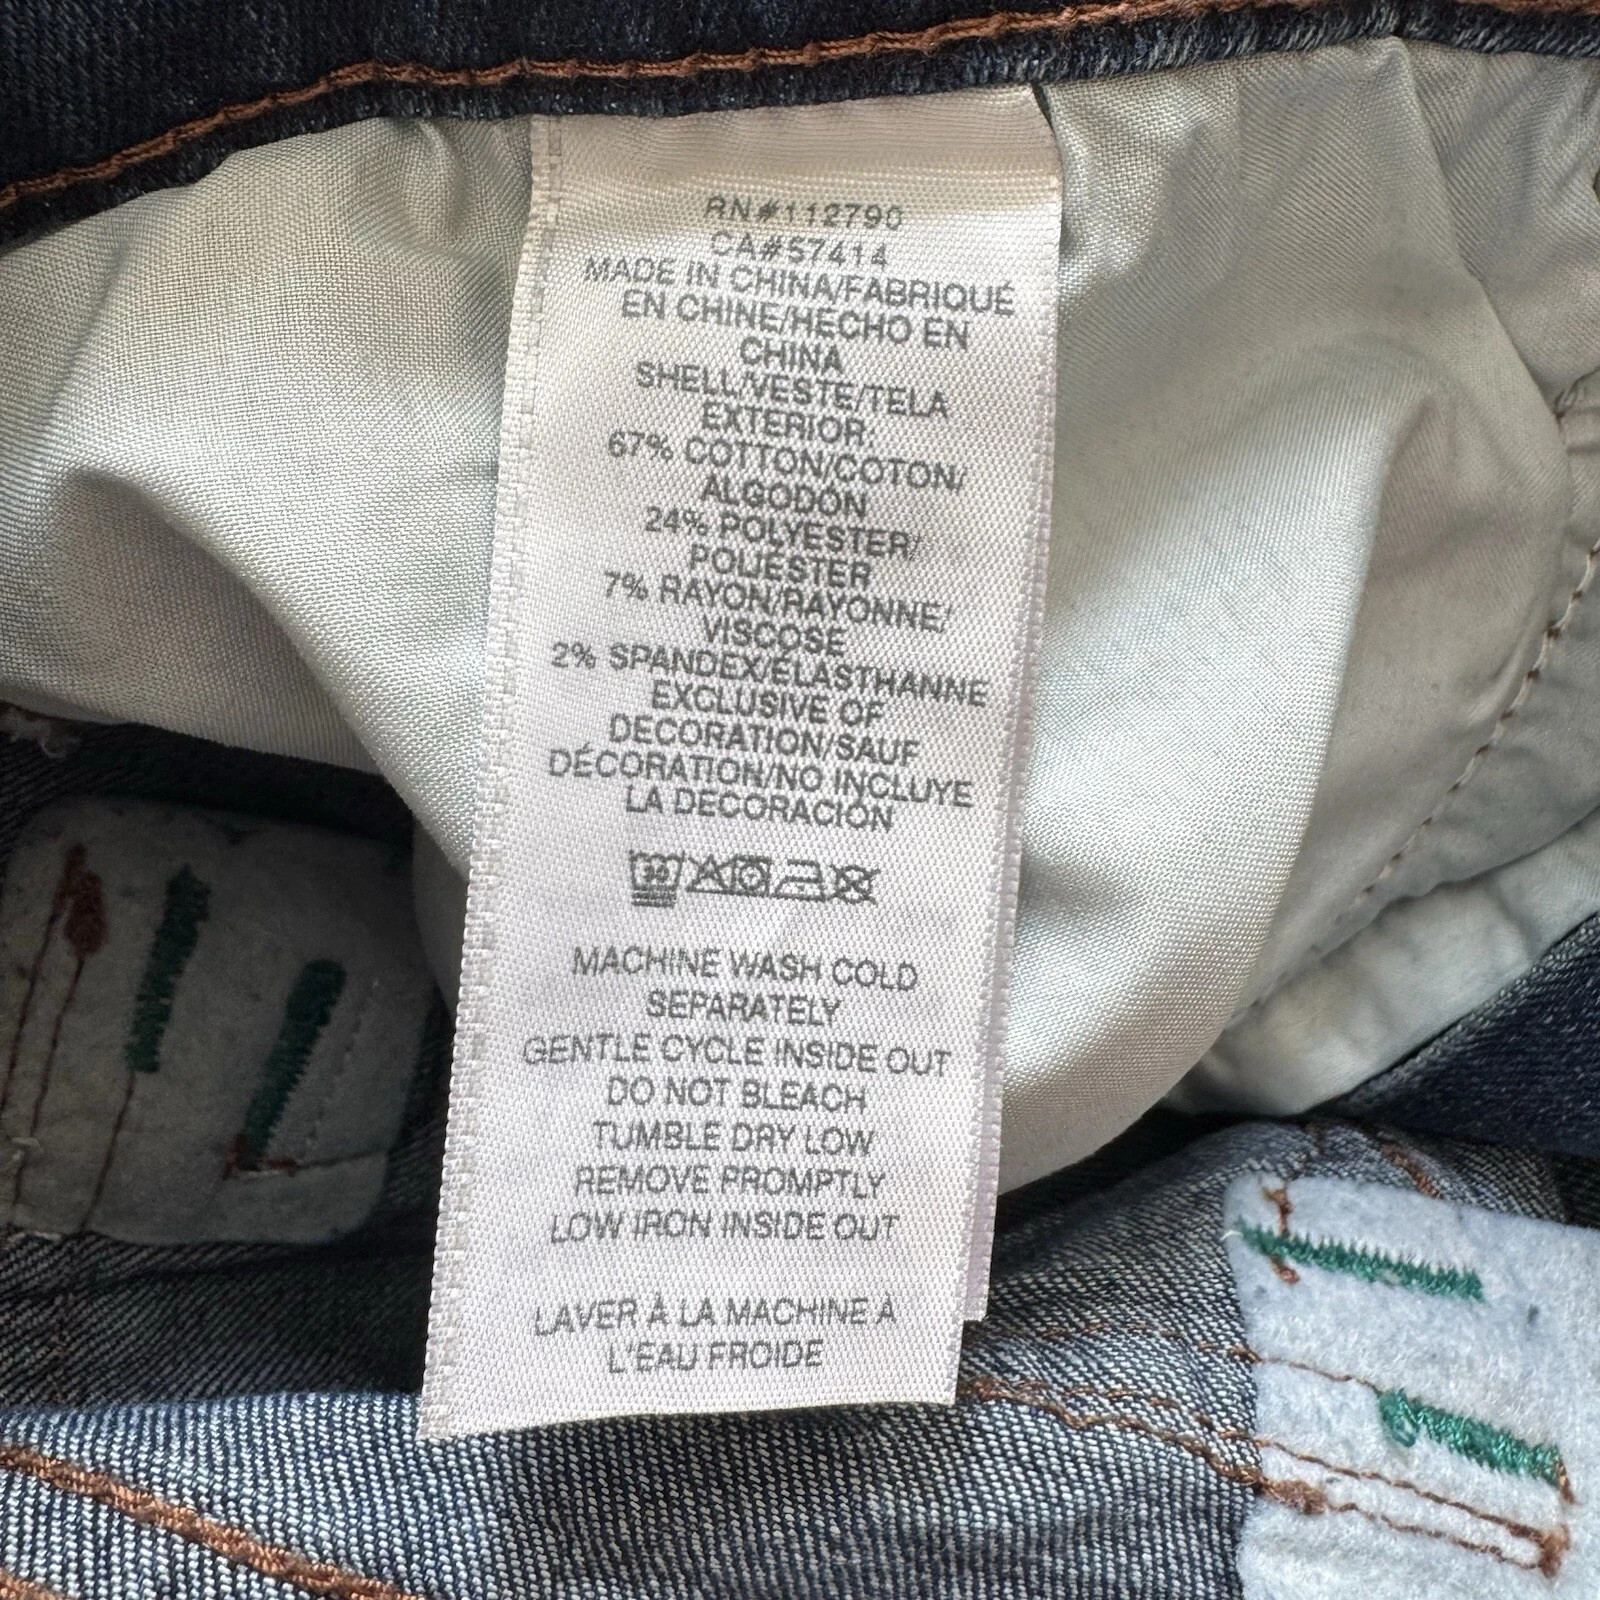 RN#112790
CA#57414
MADE IN CHINA/FABRIQUÉ
EN CHINE/HECHO EN
CHINA
SHELL/VESTE/TELA
EXTERIOR:
67% COTTON/COTON/
ALGODÓN
24% POLYESTER/
POLIÉSTER
7% RAYON/RAYONNE/
VISCOSE
2% SPANDEX/ÉLASTHANNE
EXCLUSIVE OF
DECORATION/SAUF
DÉCORATION/NO INCLUYE
LA DECORACIÓN
30
MACHINE WASH COLD
SEPARATELY
GENTLE CYCLE INSIDE OUT
DO NOT BLEACH
TUMBLE DRY LOW
REMOVE PROMPTLY
LOW IRON INSIDE OUT
LAVER À LA MACHINE À
L'EAU FROIDE